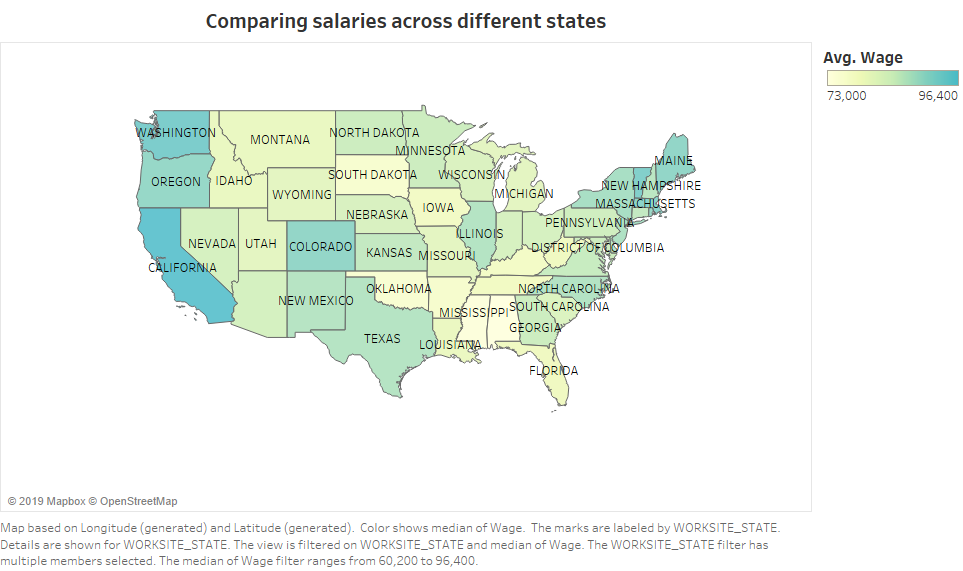 Comparing salaries across different states
Avg. Wage
73,000 96,400
WASHINGTON
MONTANA
NORTH DAKOTA
MINNESOTA
MAINE
OREGON
IDAHO
SOUTH DAKOTA
WISCONSIN
NEW HAMPSHIRE
WYOMING
MICHIGAN
MASSACHUSETTS
NEBRASKA
IOWA
PENNSYLVANIA
ILLINOIS
NEVADA
UTAH
COLORADO
KANSAS
MISSOURI
DISTRICT OF COLUMBIA
CALIFORNIA
OKLAHOMA
NORTH CAROLINA
NEW MEXICO
MISSISSIPPI
SOUTH CAROLINA
GEORGIA
TEXAS
LOUISIANA
FLORIDA
© 2019 Mapbox © OpenStreetMap
Map based on Longitude (generated) and Latitude (generated).  Color shows median of Wage.  The marks are labeled by WORKSITE_STATE.
Details are shown for WORKSITE_STATE. The view is filtered on WORKSITE_STATE and median of Wage. The WORKSITE_STATE filter has
multiple members selected. The median of Wage filter ranges from 60,200 to 96,400.